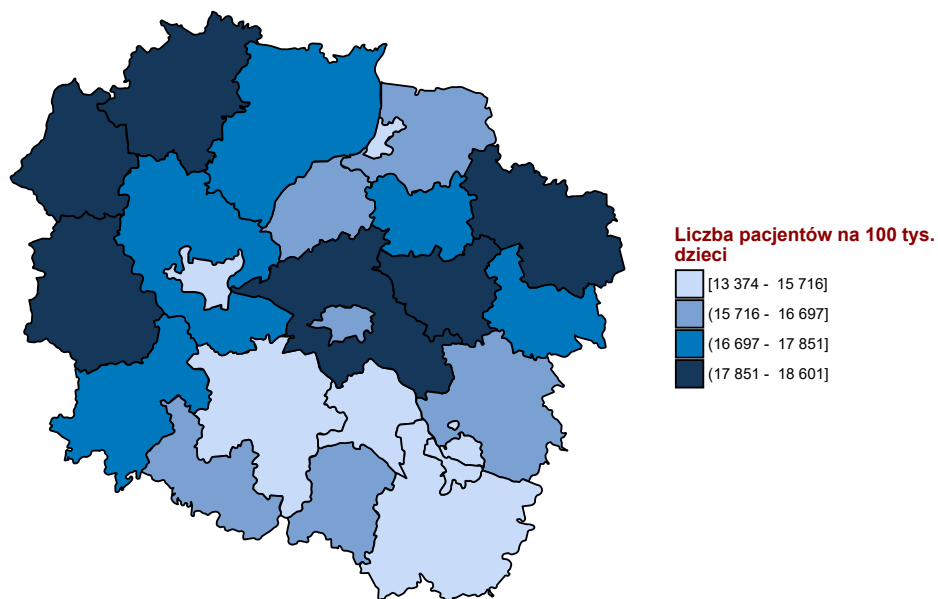 Liczba pacjentów na 100 tys.
dzieci
[13 374 - 15 716]
(15 716 - 16 697]
(16 697 - 17 851]
(17 851 - 18 601]